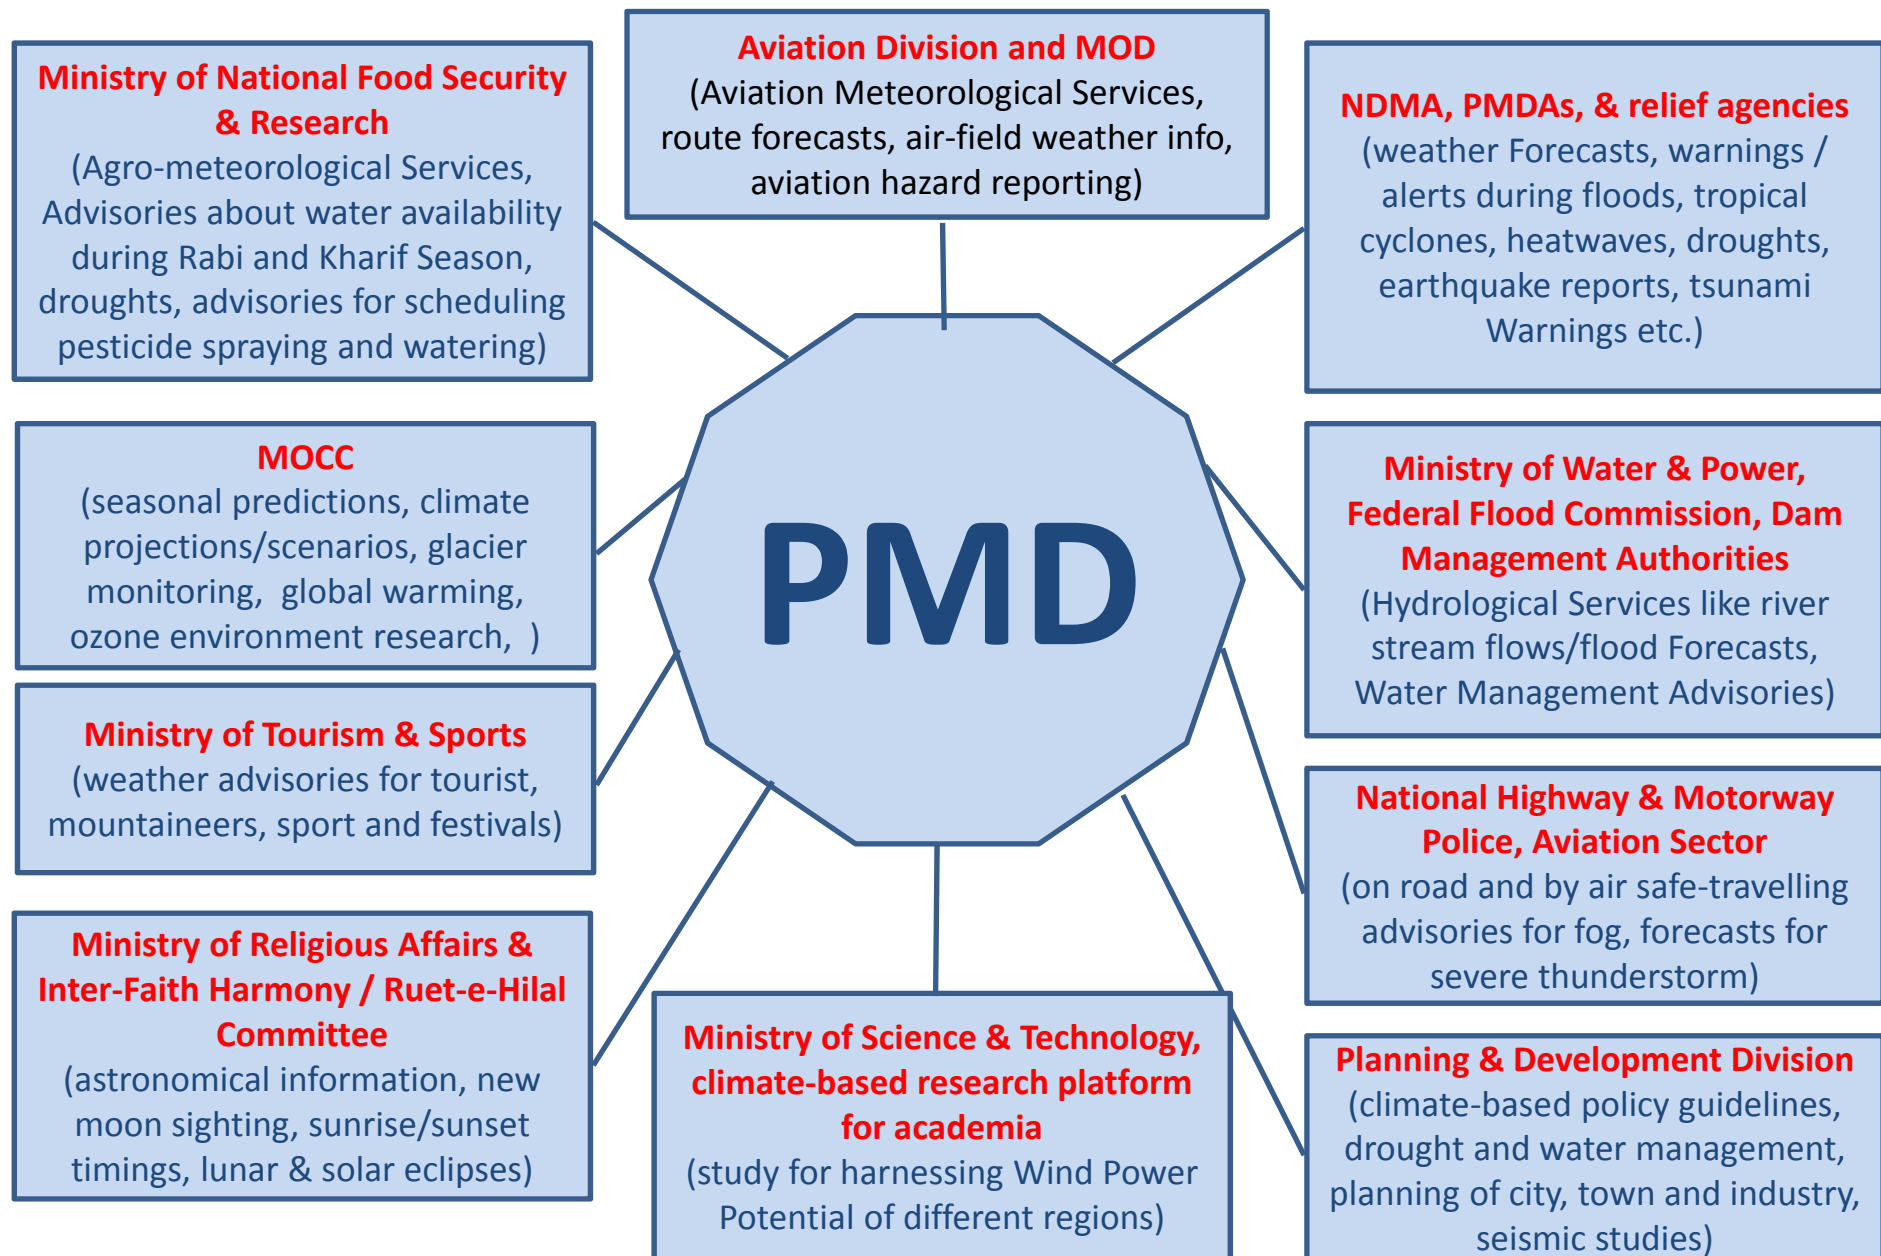 Ministry of National Food Security
& Research
(Agro-meteorological Services,
Advisories about water availability
during Rabi and Kharif Season,
droughts, advisories for scheduling
pesticide spraying and watering)
Aviation Division and MOD
(Aviation Meteorological Services,
route forecasts, air-field weather info,
aviation hazard reporting)
NDMA, PMDAs, & relief agencies
(weather Forecasts, warnings /
alerts during floods, tropical
cyclones, heatwaves, droughts,
earthquake reports, tsunami
Warnings etc.)
MOCC
(seasonal predictions, climate
projections/scenarios, glacier
monitoring,  global warming,
ozone environment research,  )
PMD
Ministry of Water & Power,
Federal Flood Commission, Dam
Management Authorities
(Hydrological Services like river
stream flows/flood Forecasts,
Water Management Advisories)
Ministry of Tourism & Sports
(weather advisories for tourist,
mountaineers, sport and festivals)
National Highway & Motorway
Police, Aviation Sector
(on road and by air safe-travelling
advisories for fog, forecasts for
severe thunderstorm)
Ministry of Religious Affairs &
Inter-Faith Harmony / Ruet-e-Hilal
Committee
(astronomical information, new
moon sighting, sunrise/sunset
timings, lunar & solar eclipses)
Ministry of Science & Technology,
climate-based research platform
for academia
(study for harnessing Wind Power
Potential of different regions)
Planning & Development Division
(climate-based policy guidelines,
drought and water management,
planning of city, town and industry,
seismic studies)